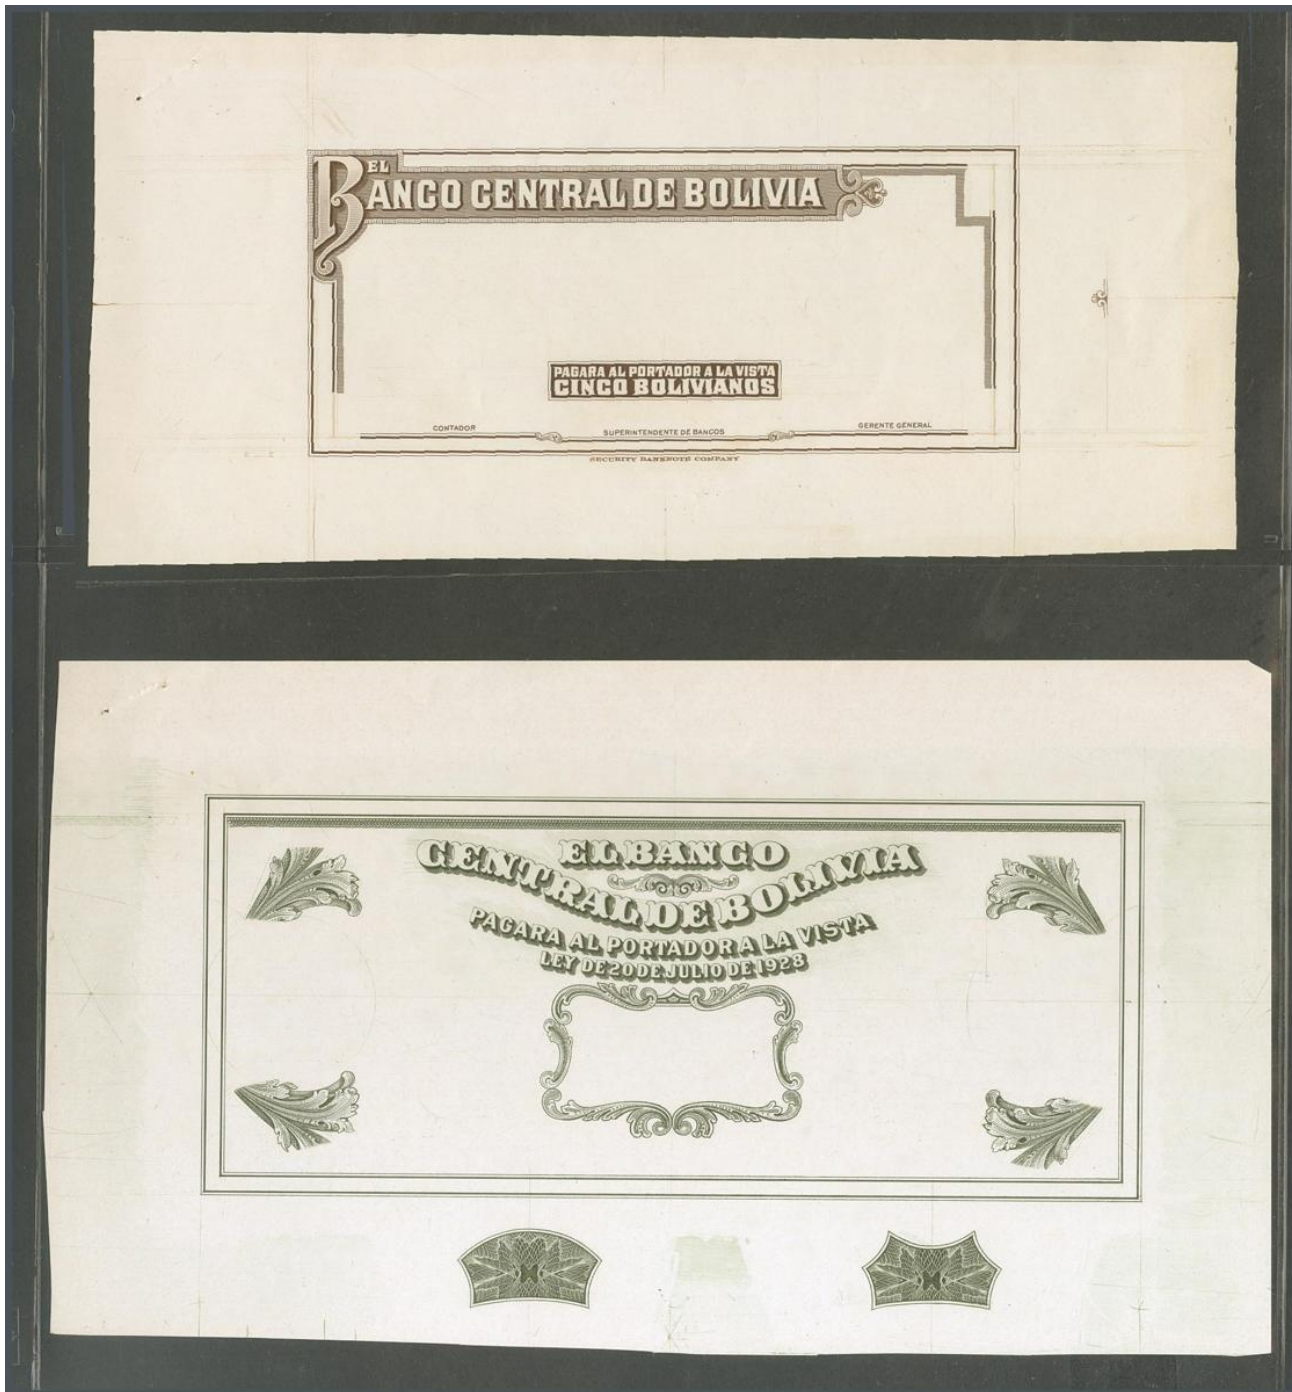 EL
BANCO CENTRAL DE BOLIVIA
PAGARA AL PORTADOR A LA VISTA
CINCO BOLIVIANOS
CONTADOR
SUPERINTENDENTE DE BANCOS
GERENTE GENERAL
SECURITY BANKNOTE COMPANY
EL BANCO
CENTRAL DE BOLIVIA
PAGARA AL PORTADOR A LA VISTA
LEY DE 20 DE JULIO DE 1928